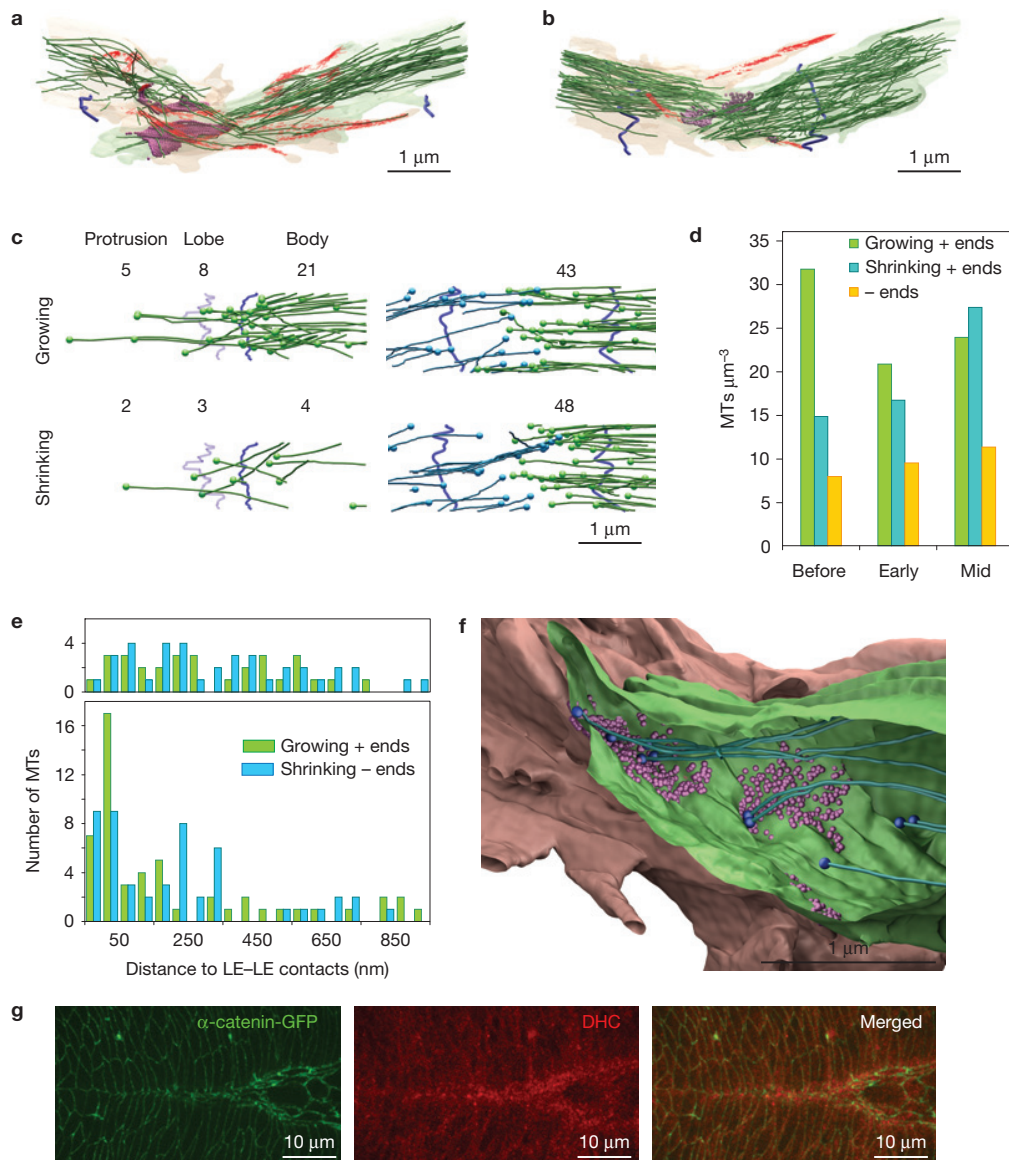 a
1 μm
b
1 μm
c
Protrusion Lobe Body
5 8 21 43
Growing
2 3 4 48
Shrinking
1 μm
d
35
30
25
20
15
10
5
0
MTs μm⁻³
Growing + ends
Shrinking + ends
– ends
Before Early Mid
e
4
0
16
12
8
4
0
Number of MTs
Growing + ends
Shrinking – ends
50 250 450 650 850
Distance to LE–LE contacts (nm)
f
1 μm
g
α-catenin-GFP
10 μm
DHC
10 μm
Merged
10 μm